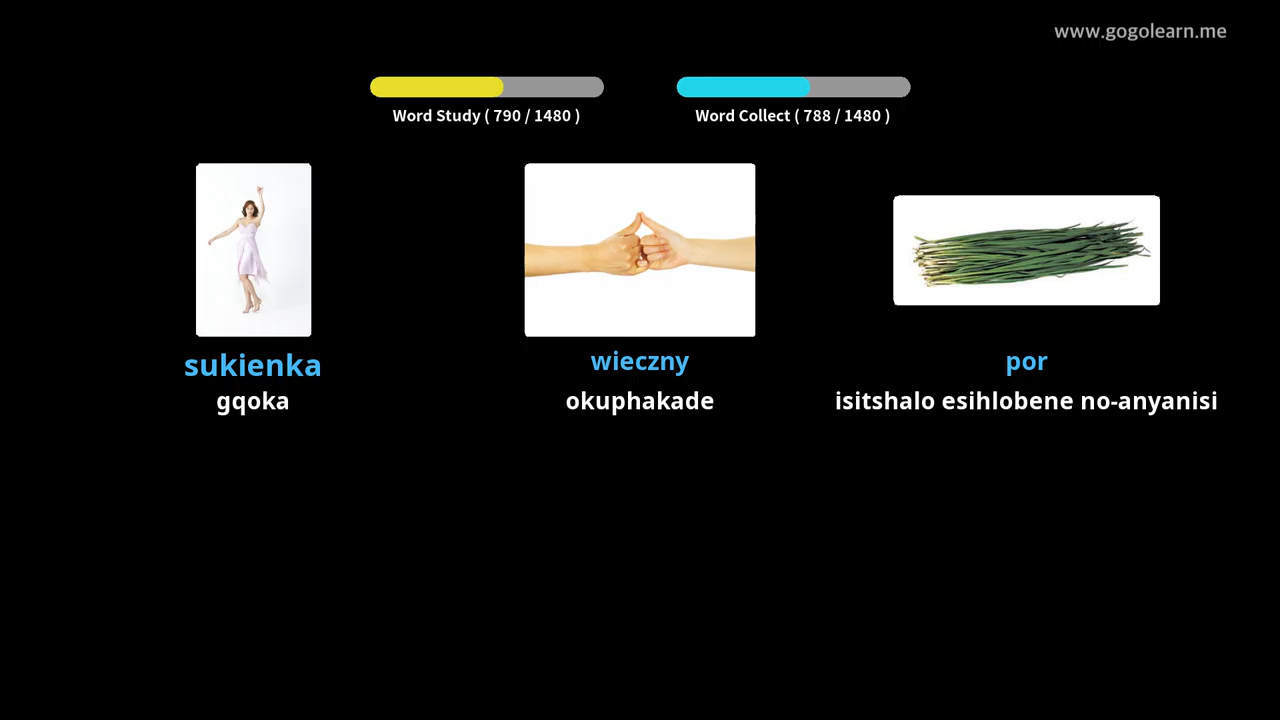 www.gogolearn.me
Word Study ( 790 / 1480 )
Word Collect ( 788 / 1480 )
sukienka
gqoka
wieczny
okuphakade
por
isitshalo esihlobene no-anyanisi